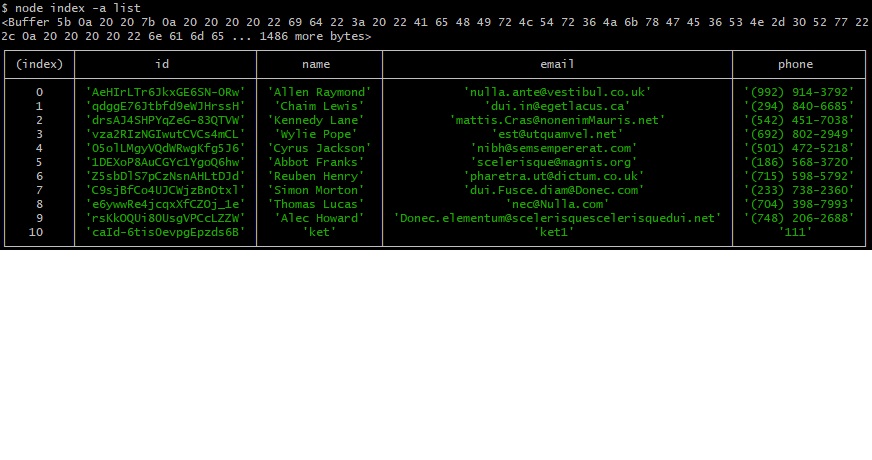 $ node index -a list
<Buffer 5b 0a 20 20 7b 0a 20 20 20 20 22 69 64 22 3a 20 22 41 65 48 49 72 4c 54 72 36 4a 6b 78 47 45 36 53 4e 2d 30 52 77 22
2c 0a 20 20 20 20 22 6e 61 6d 65 ... 1486 more bytes>
(index) id name email phone
0 'AeHIrLTr6JkxGE6SN-0Rw' 'Allen Raymond' 'nulla.ante@vestibul.co.uk' '(992) 914-3792'
1 'qdggE76Jtbfd9eWJHrssH' 'Chaim Lewis' 'dui.in@egetlacus.ca' '(294) 840-6685'
2 'drsAJ4SHPYqZeG-83QTVW' 'Kennedy Lane' 'mattis.Cras@nonenimMauris.net' '(542) 451-7038'
3 'vza2RIzNGIwutCVCs4mCL' 'Wylie Pope' 'est@utquamvel.net' '(692) 802-2949'
4 '05olLMgyVQdWRwgKfg5J6' 'Cyrus Jackson' 'nibh@semsempererat.com' '(501) 472-5218'
5 '1DEXoP8AuCGYc1YgoQ6hw' 'Abbot Franks' 'scelerisque@magnis.org' '(186) 568-3720'
6 'Z5sbDlS7pCzNsnAHLtDJd' 'Reuben Henry' 'pharetra.ut@dictum.co.uk' '(715) 598-5792'
7 'C9sjBfCo4UJCWjzBnOtxl' 'Simon Morton' 'dui.Fusce.diam@Donec.com' '(233) 738-2360'
8 'e6ywwRe4jcqxXfCZOj_1e' 'Thomas Lucas' 'nec@Nulla.com' '(704) 398-7993'
9 'rsKkOQUi80UsgVPCcLZZW' 'Alec Howard' 'Donec.elementum@scelerisquescelerisquedui.net' '(748) 206-2688'
10 'caId-6tisOevpgEpzds6B' 'ket' 'ket1' '111'